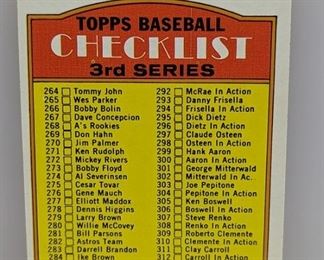 TOPPS BASEBALL
CHECKLIST
3rd SERIES
264 Tommy John
265 Wes Parker
266 Bobby Bolin
267 Dave Concepcion
268 A's Rookies
269 Don Hahn
270 Jim Palmer
271 Ken Rudolph
272 Mickey Rivers
273 Bobby Floyd
274 Al Severinsen
275 Cesar Tovar
276 Gene Mauch
277 Elliott Maddox
278 Dennis Higgins
279 Larry Brown
280 Willie McCovey
281 Bill Parsons
282 Astros Team
283 Darrell Brandon
284 Ike Brown
292 McRae In Action
293 Danny Frisella
294 Frisella In Action
295 Dick Dietz
296 Dietz In Action
297 Claude Osteen
298 Osteen In Action
299 Hank Aaron
300 Aaron In Action
301 George Mitterwald
302 Mitterwald In Ac.
303 Joe Pepitone
304 Pepitone In Action
305 Ken Boswell
306 Boswell In Action
307 Steve Renko
308 Renko In Action
309 Roberto Clemente
310 Clemente In Action
311 Clay Carroll
312 Carroll In Action